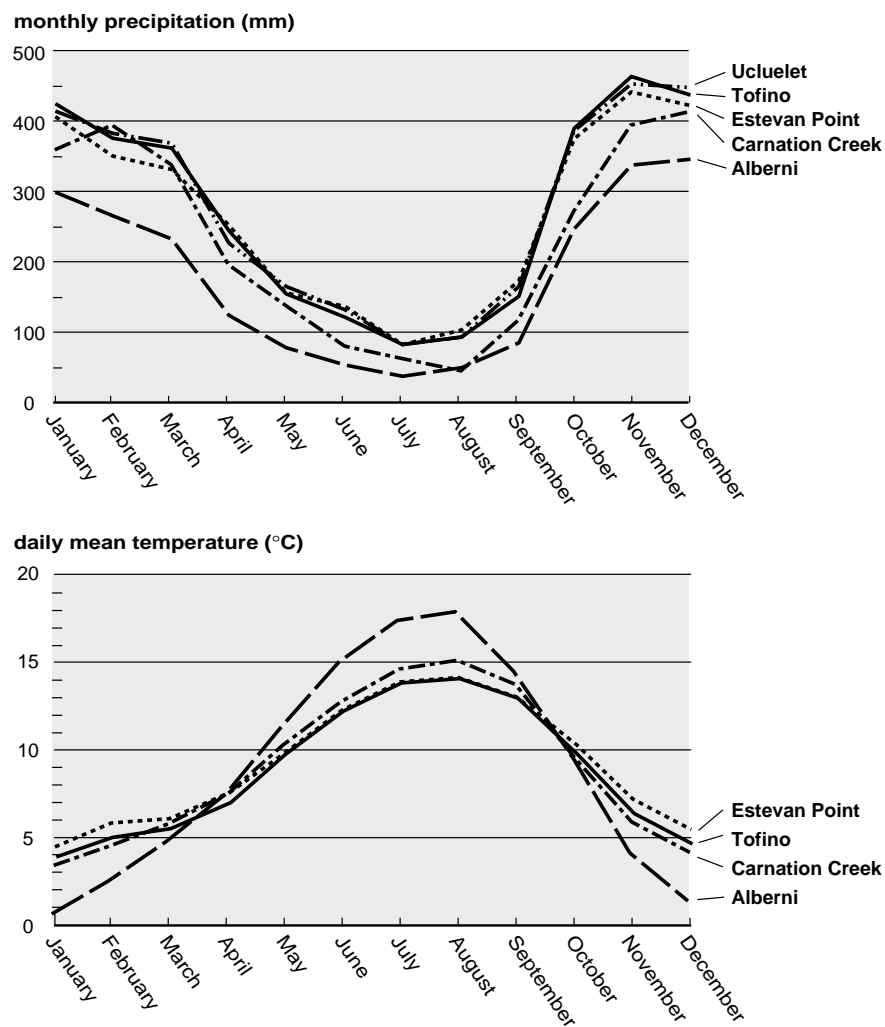 monthly precipitation (mm)
500
400
300
200
100
0
Ucluelet
Tofino
Estevan Point
Carnation Creek
Alberni
January
February
March
April
May
June
July
August
September
October
November
December
daily mean temperature (°C)
20
15
10
5
0
Estevan Point
Tofino
Carnation Creek
Alberni
January
February
March
April
May
June
July
August
September
October
November
December